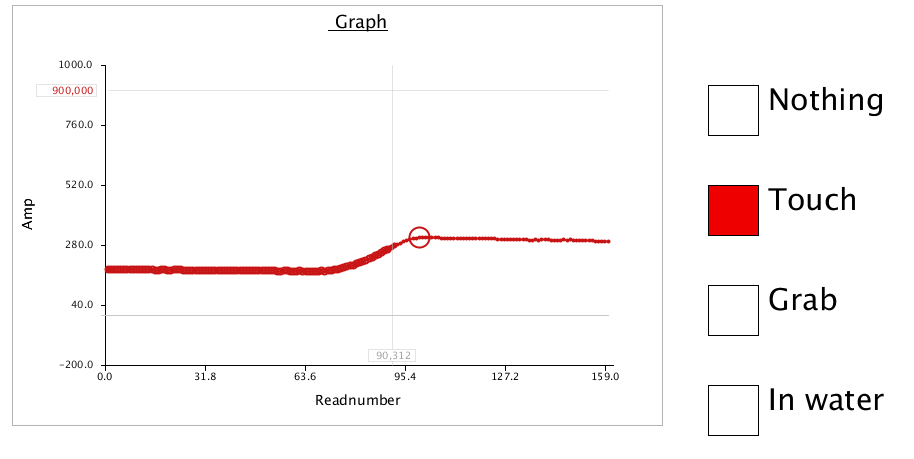 Graph
1000.0
900,000
760.0
520.0
Amp
280.0
40.0
-200.0
90,312
0.0 31.8 63.6 95.4 127.2 159.0
Readnumber
Nothing
Touch
Grab
In water